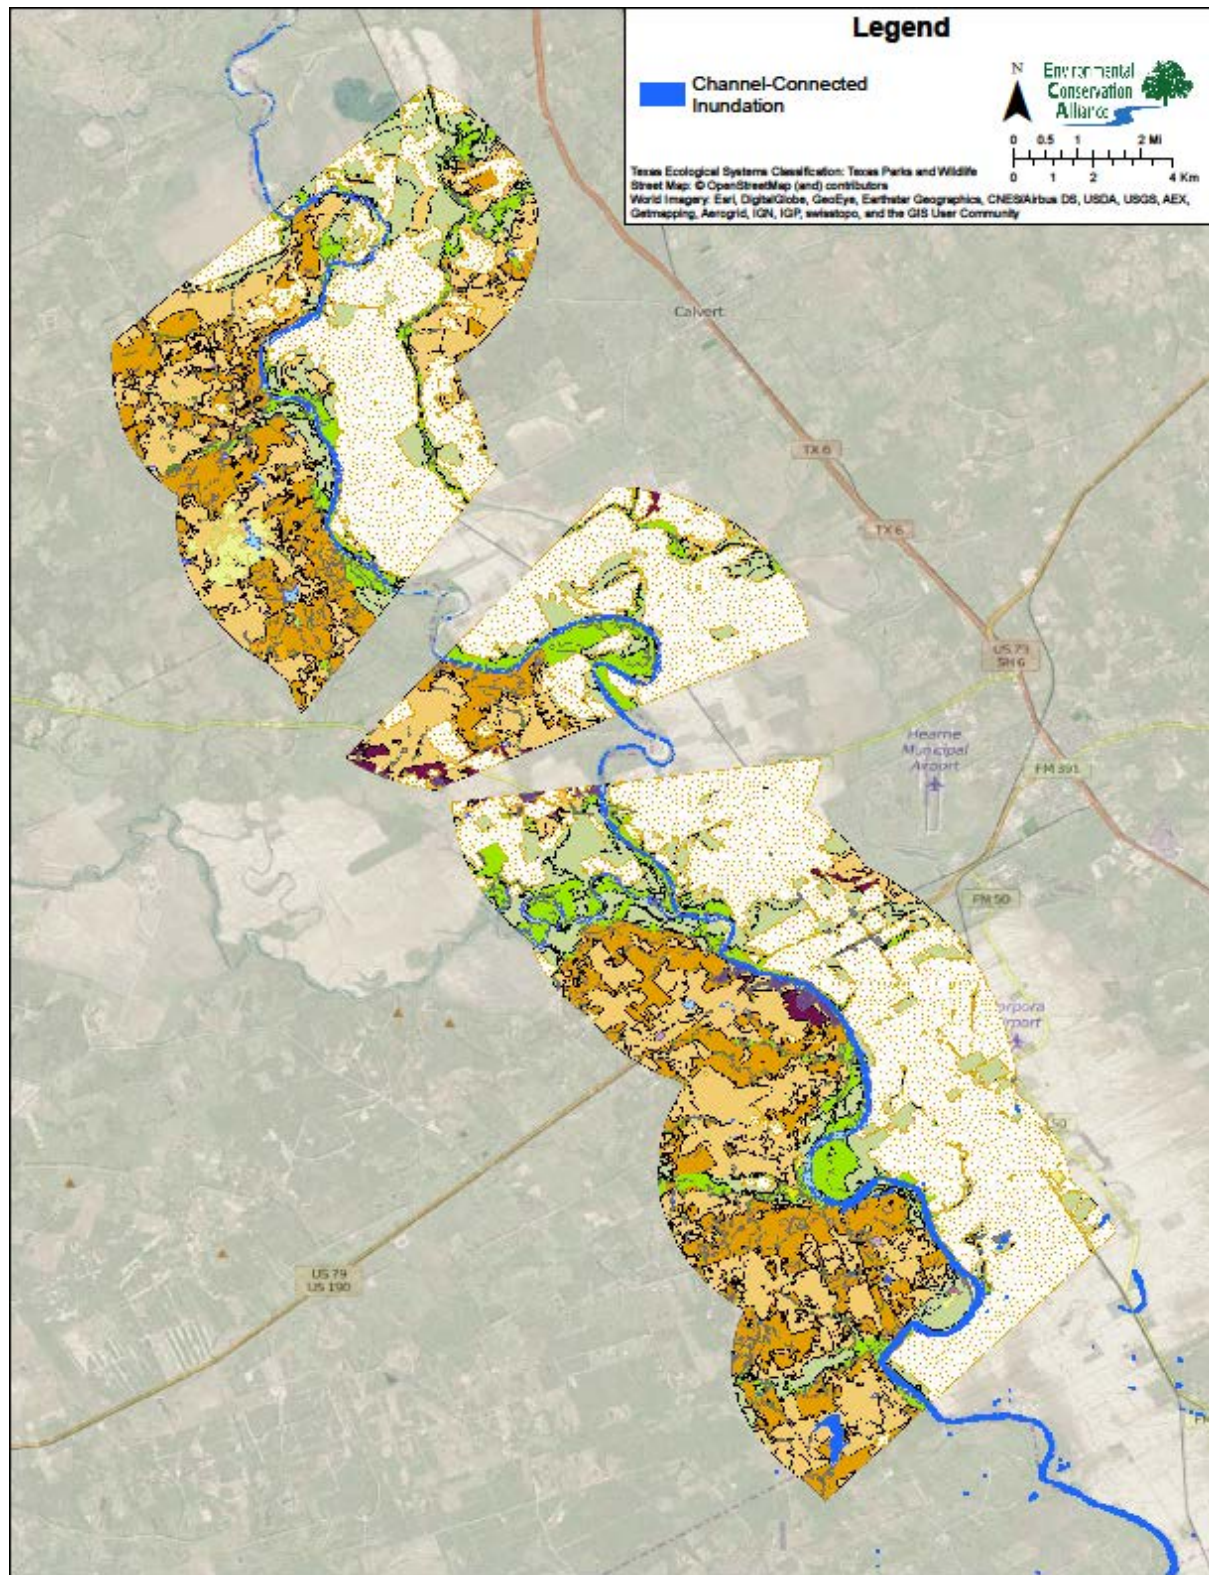 Legend
Channel-Connected
Inundation
N
Environmental
Conservation
Alliance
0 0.5 1 2 Mi
0 1 2 4 Km
Texas Ecological Systems Classification: Texas Parks and Wildlife
Street Map: © OpenStreetMap (and) contributors
World Imagery: Esri, DigitalGlobe, GeoEye, Earthstar Geographics, CNES/Airbus DS, USDA, USGS, AEX,
Getmapping, Aerogrid, IGN, IGP, swisstopo, and the GIS User Community
Calvert
TX 6
TX 6
US 79
SH 6
Hearne
Municipal
Airport
FM 391
FM 50
US 79
US 190